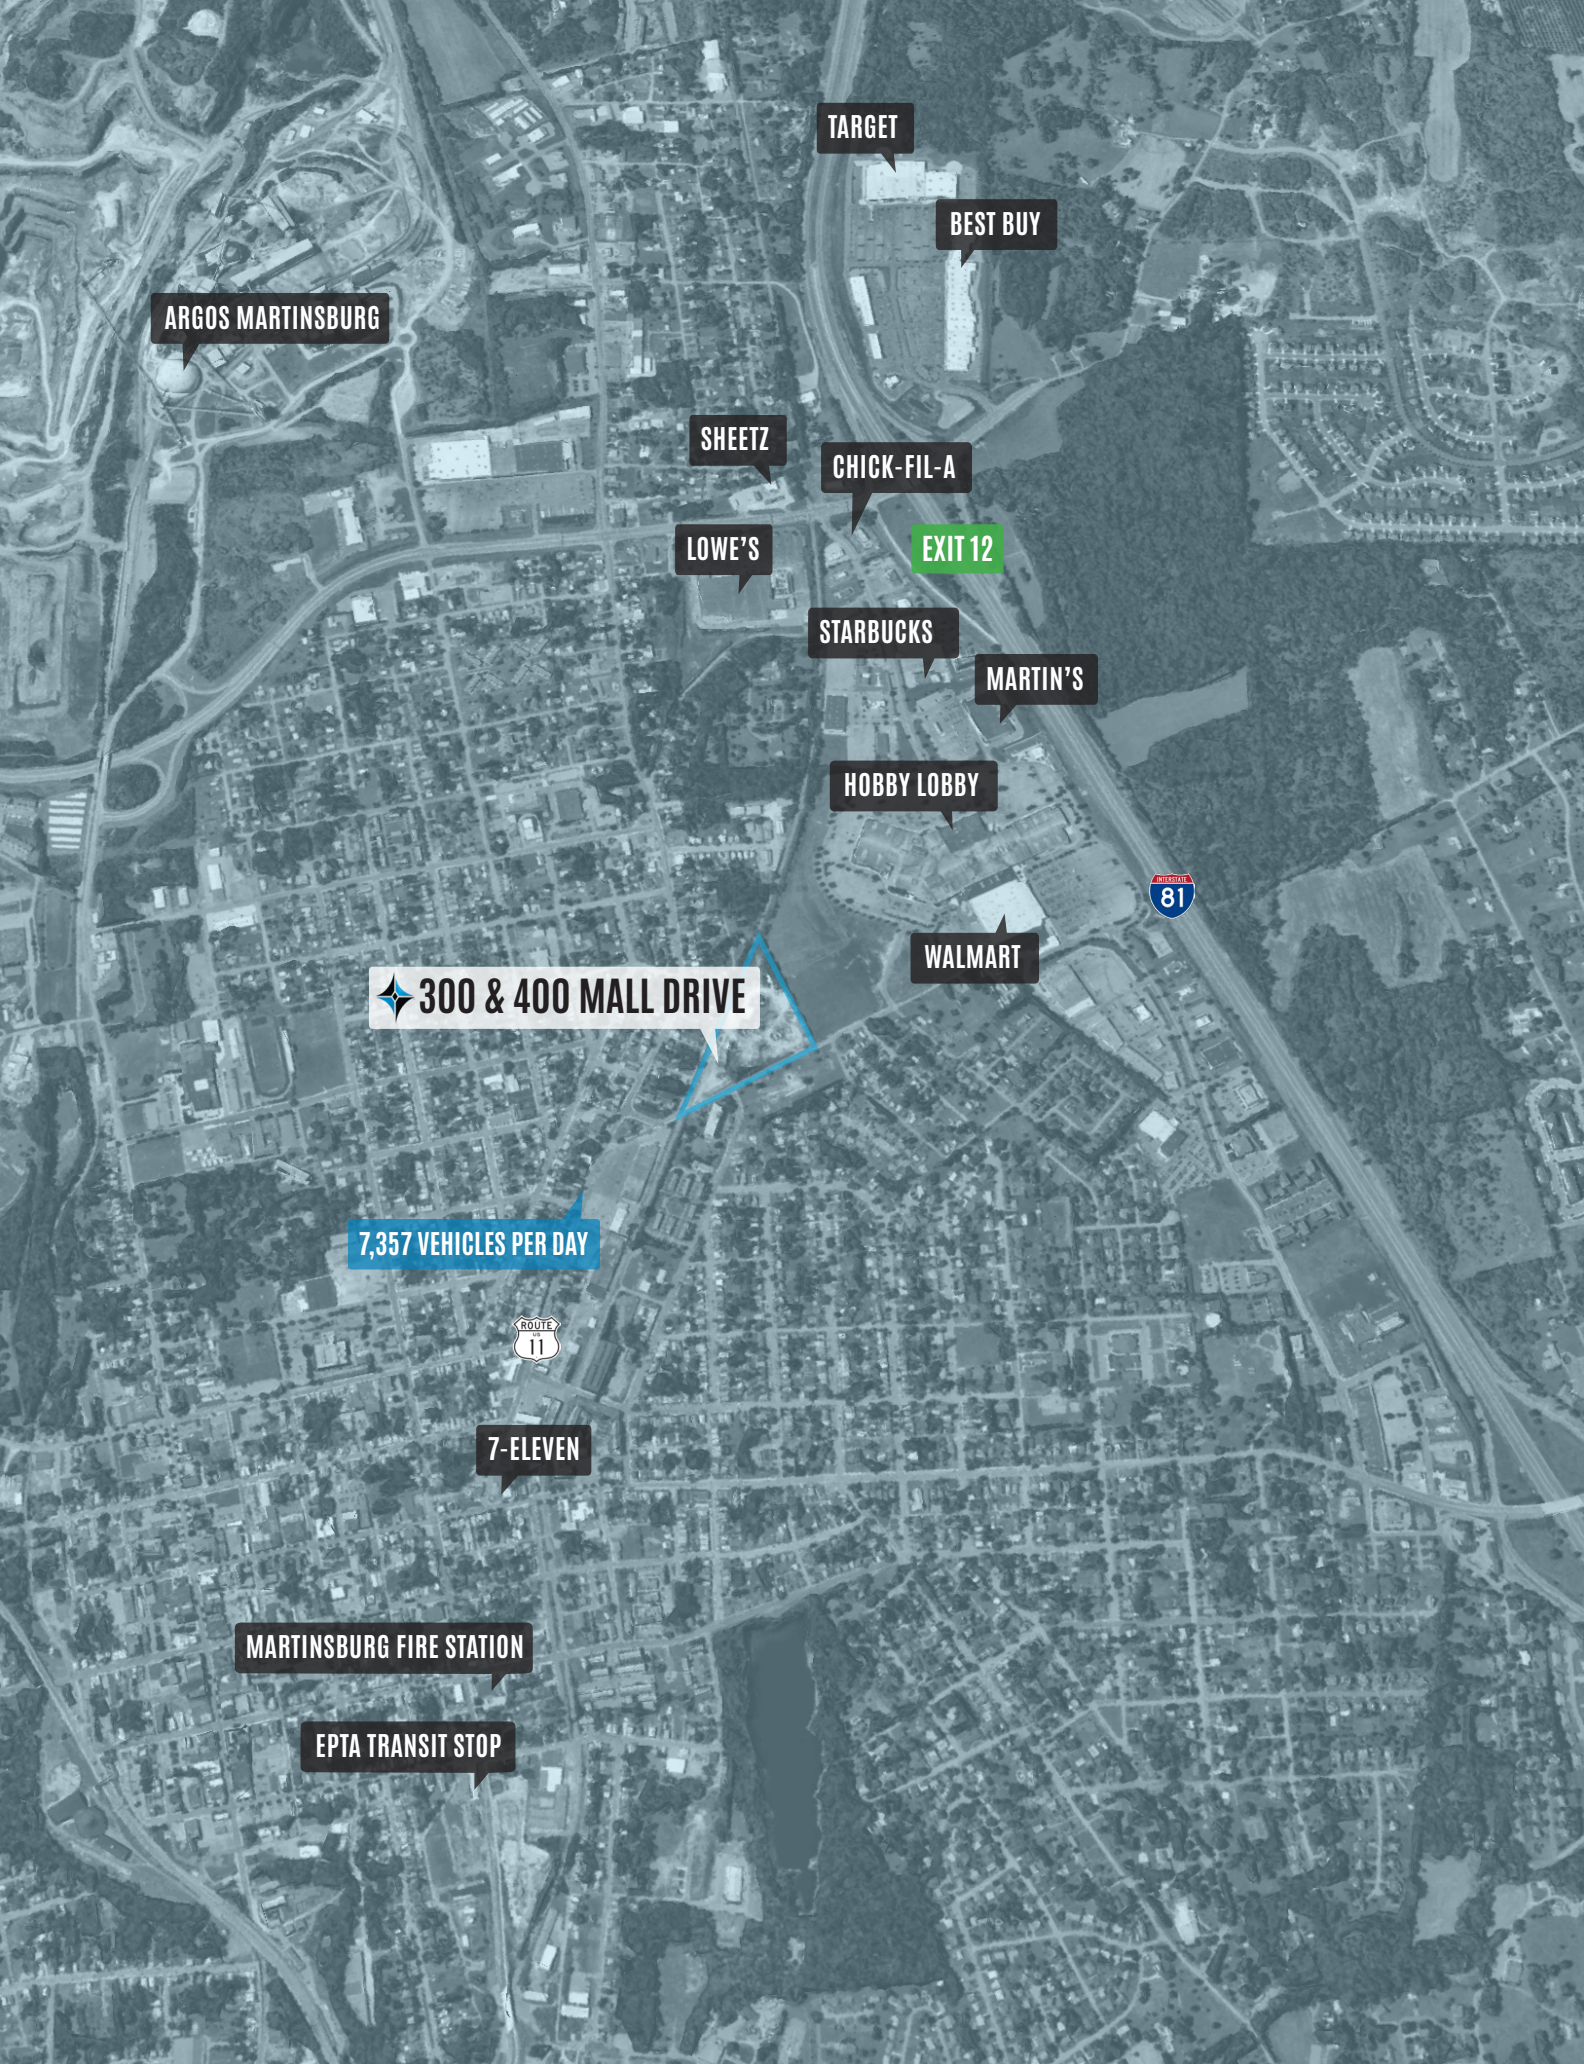 TARGET
BEST BUY
ARGOS MARTINSBURG
SHEETZ
CHICK-FIL-A
LOWE'S
EXIT 12
STARBUCKS
MARTIN'S
HOBBY LOBBY
INTERSTATE
81
WALMART
300 & 400 MALL DRIVE
7,357 VEHICLES PER DAY
ROUTE
US
11
7-ELEVEN
MARTINSBURG FIRE STATION
EPTA TRANSIT STOP